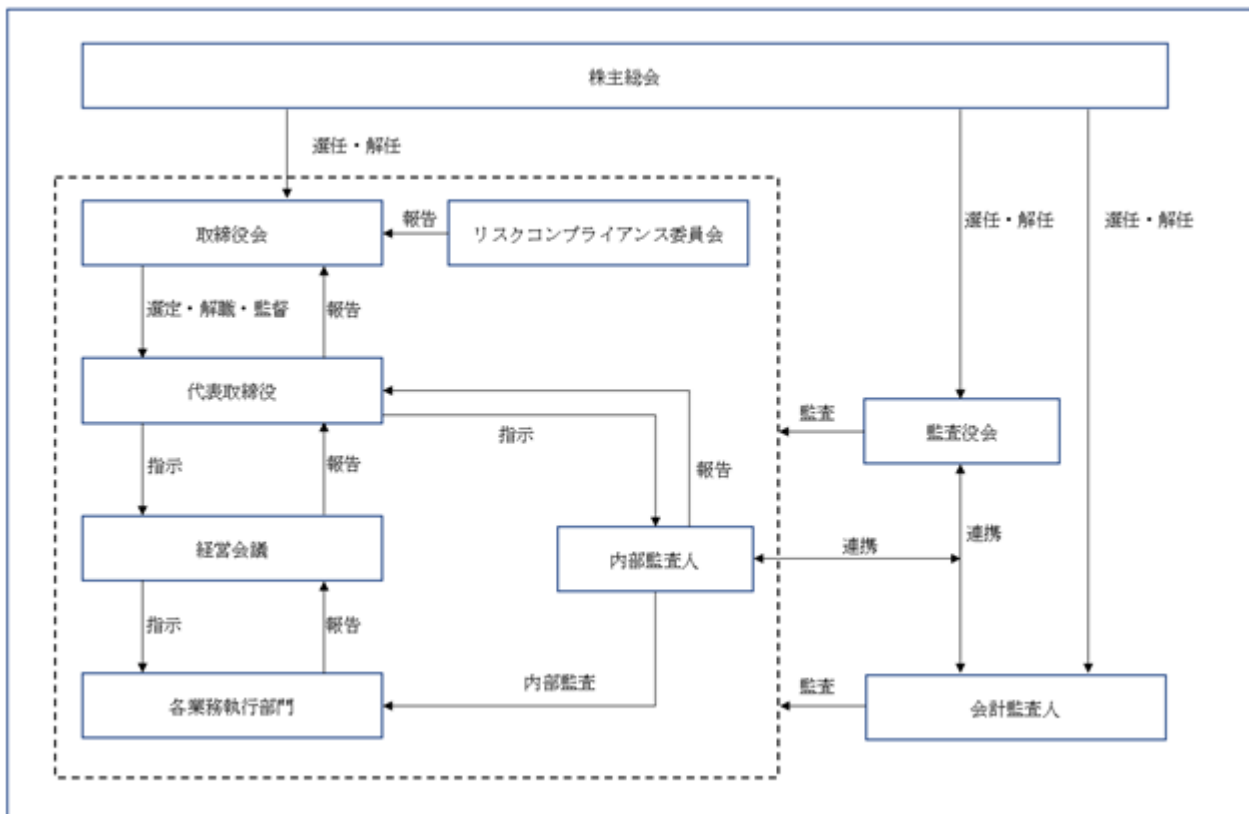 株主総会
選任・解任
選任・解任
選任・解任
取締役会
報告
リスクコンプライアンス委員会
選定・解職・監督
報告
代表取締役
指示
監査
監査役会
指示
報告
報告
経営会議
内部監査人
連携
連携
指示
報告
内部監査
監査
各業務執行部門
会計監査人